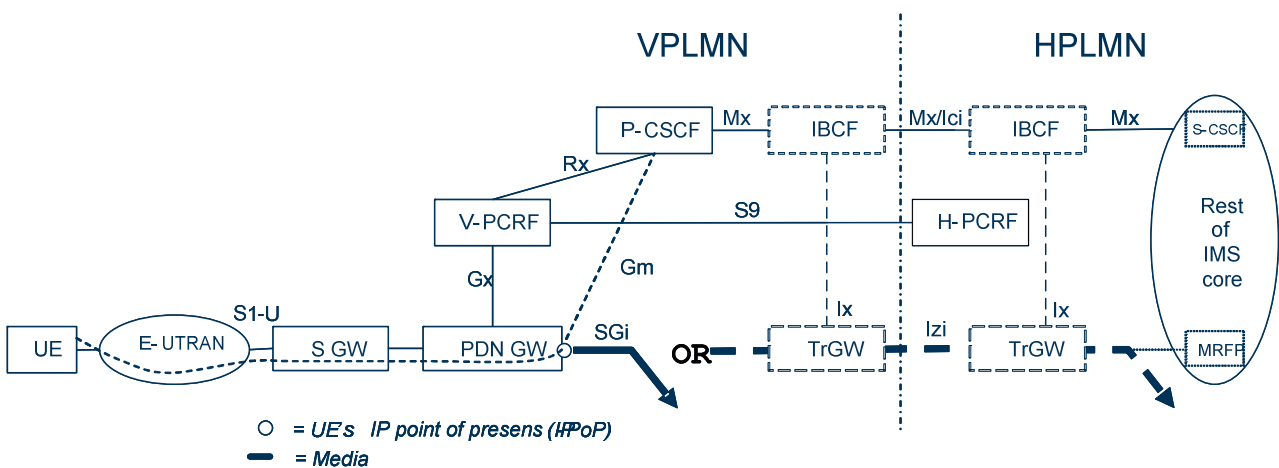 VPLMN
HPLMN
P-CSCF
Mx
IBCF
Mx/Ici
IBCF
Mx
S-CSCF
Rx
V-PCRF
S9
H-PCRF
Rest
of
IMS
core
Gx
Gm
S1-U
SGi
Ix
Izi
Ix
UE
E-UTRAN
S GW
PDN GW
OR
TrGW
TrGW
MRFP
= UE's IP point of presens (IP-PoP)
= Media